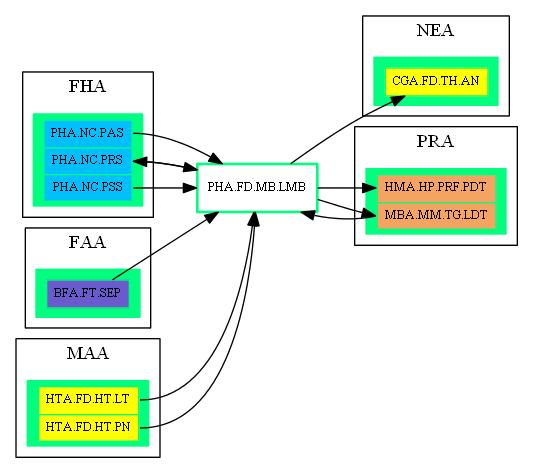 NEA
CGA.FD.TH.AN
FHA
PHA.NC.PAS
PHA.NC.PRS
PHA.NC.PSS
PRA
HMA.HP.PRF.PDT
MBA.MM.TG.LDT
PHA.FD.MB.LMB
FAA
BFA.FT.SEP
MAA
HTA.FD.HT.LT
HTA.FD.HT.PN